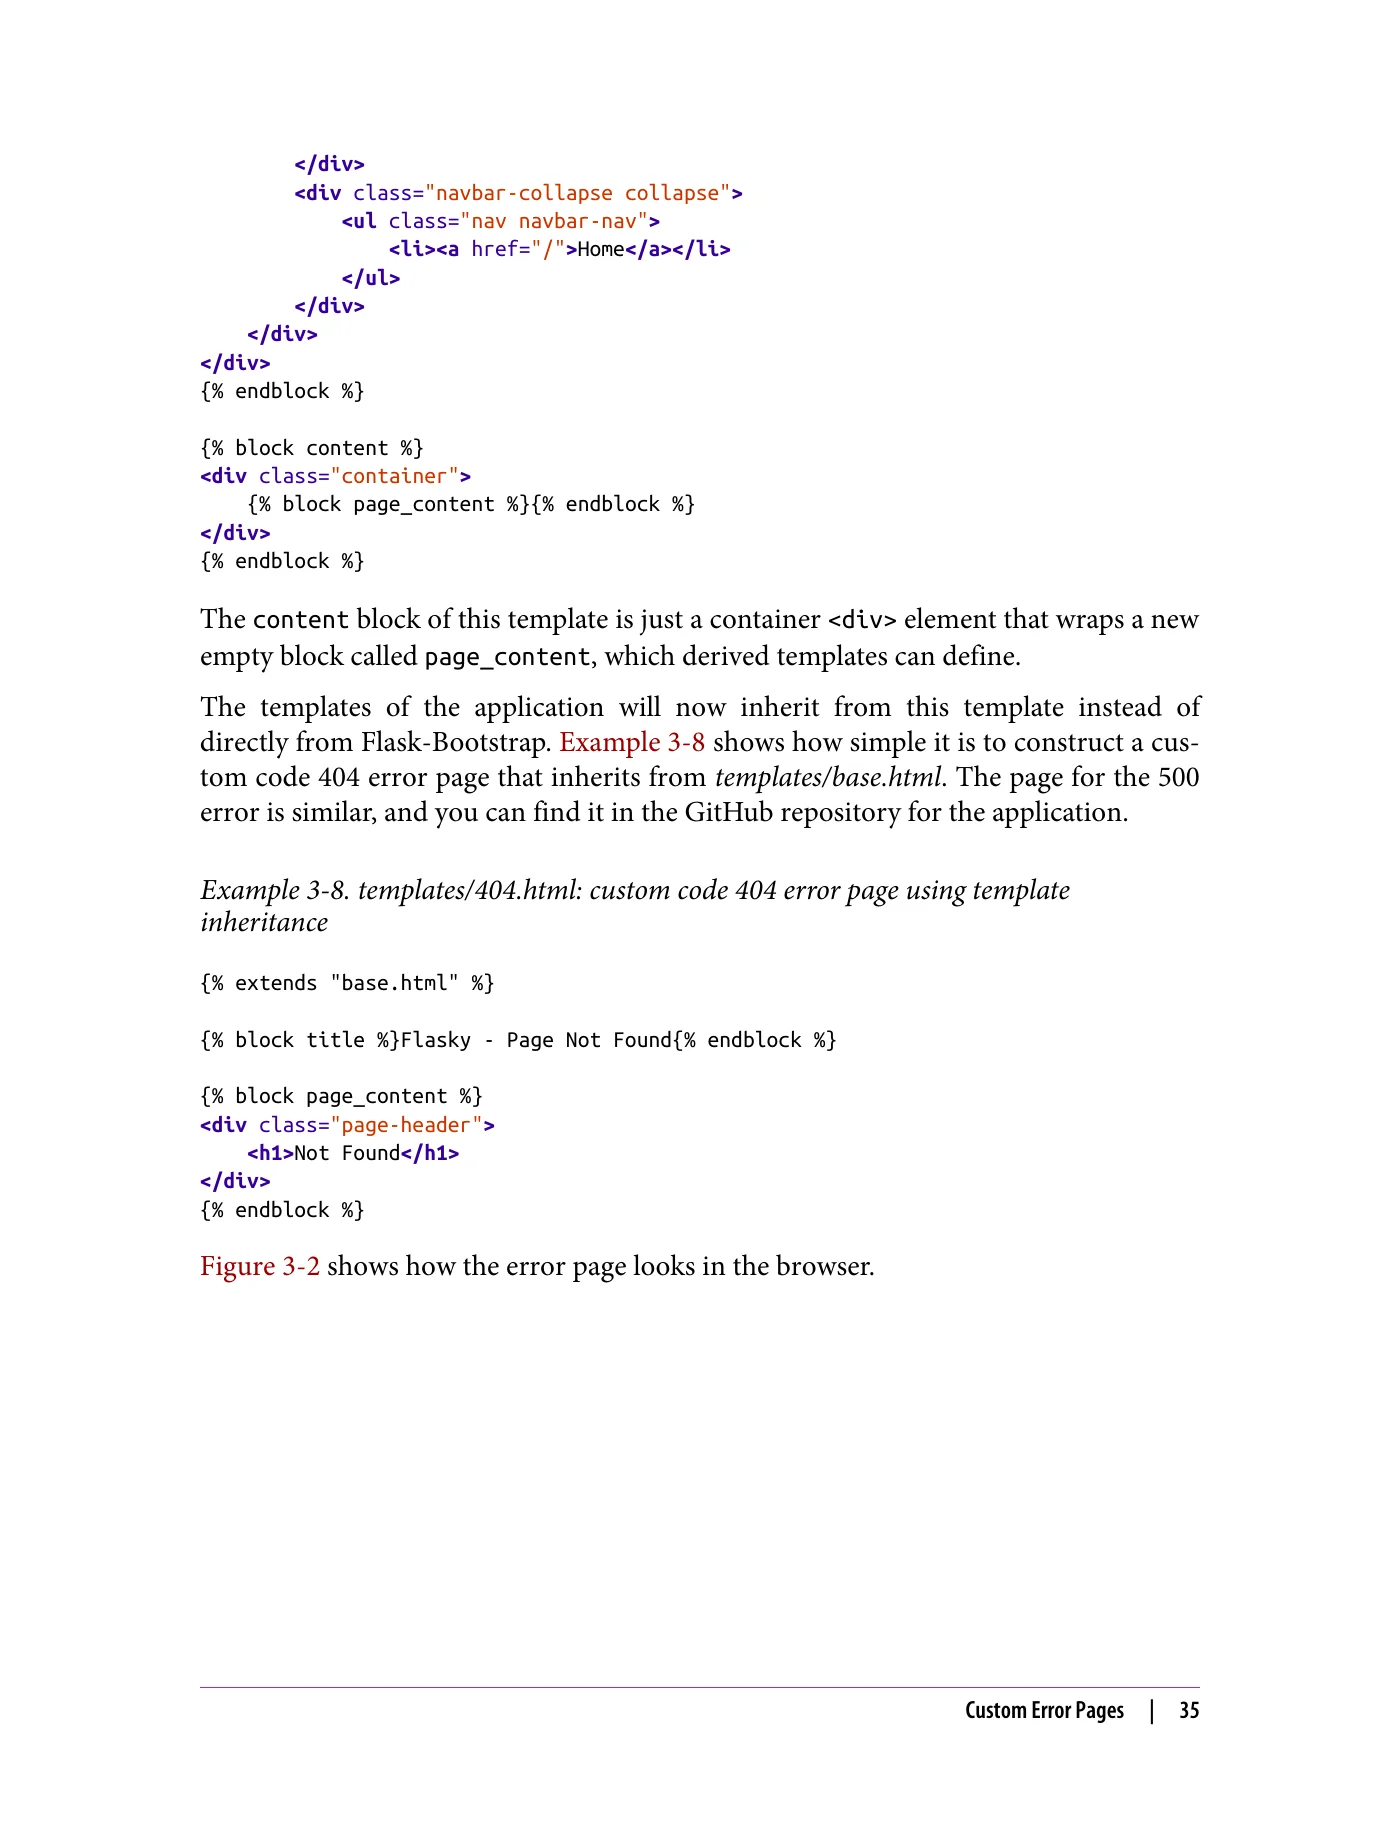 </div>
        <div class="navbar-collapse collapse">
            <ul class="nav navbar-nav">
                <li><a href="/">Home</a></li>
            </ul>
        </div>
    </div>
</div>
{% endblock %}

{% block content %}
<div class="container">
    {% block page_content %}{% endblock %}
</div>
{% endblock %}

The content block of this template is just a container <div> element that wraps a new
empty block called page_content, which derived templates can define.

The templates of the application will now inherit from this template instead of
directly from Flask-Bootstrap. Example 3-8 shows how simple it is to construct a cus-
tom code 404 error page that inherits from templates/base.html. The page for the 500
error is similar, and you can find it in the GitHub repository for the application.

Example 3-8. templates/404.html: custom code 404 error page using template
inheritance

{% extends "base.html" %}

{% block title %}Flasky - Page Not Found{% endblock %}

{% block page_content %}
<div class="page-header">
    <h1>Not Found</h1>
</div>
{% endblock %}

Figure 3-2 shows how the error page looks in the browser.

Custom Error Pages | 35